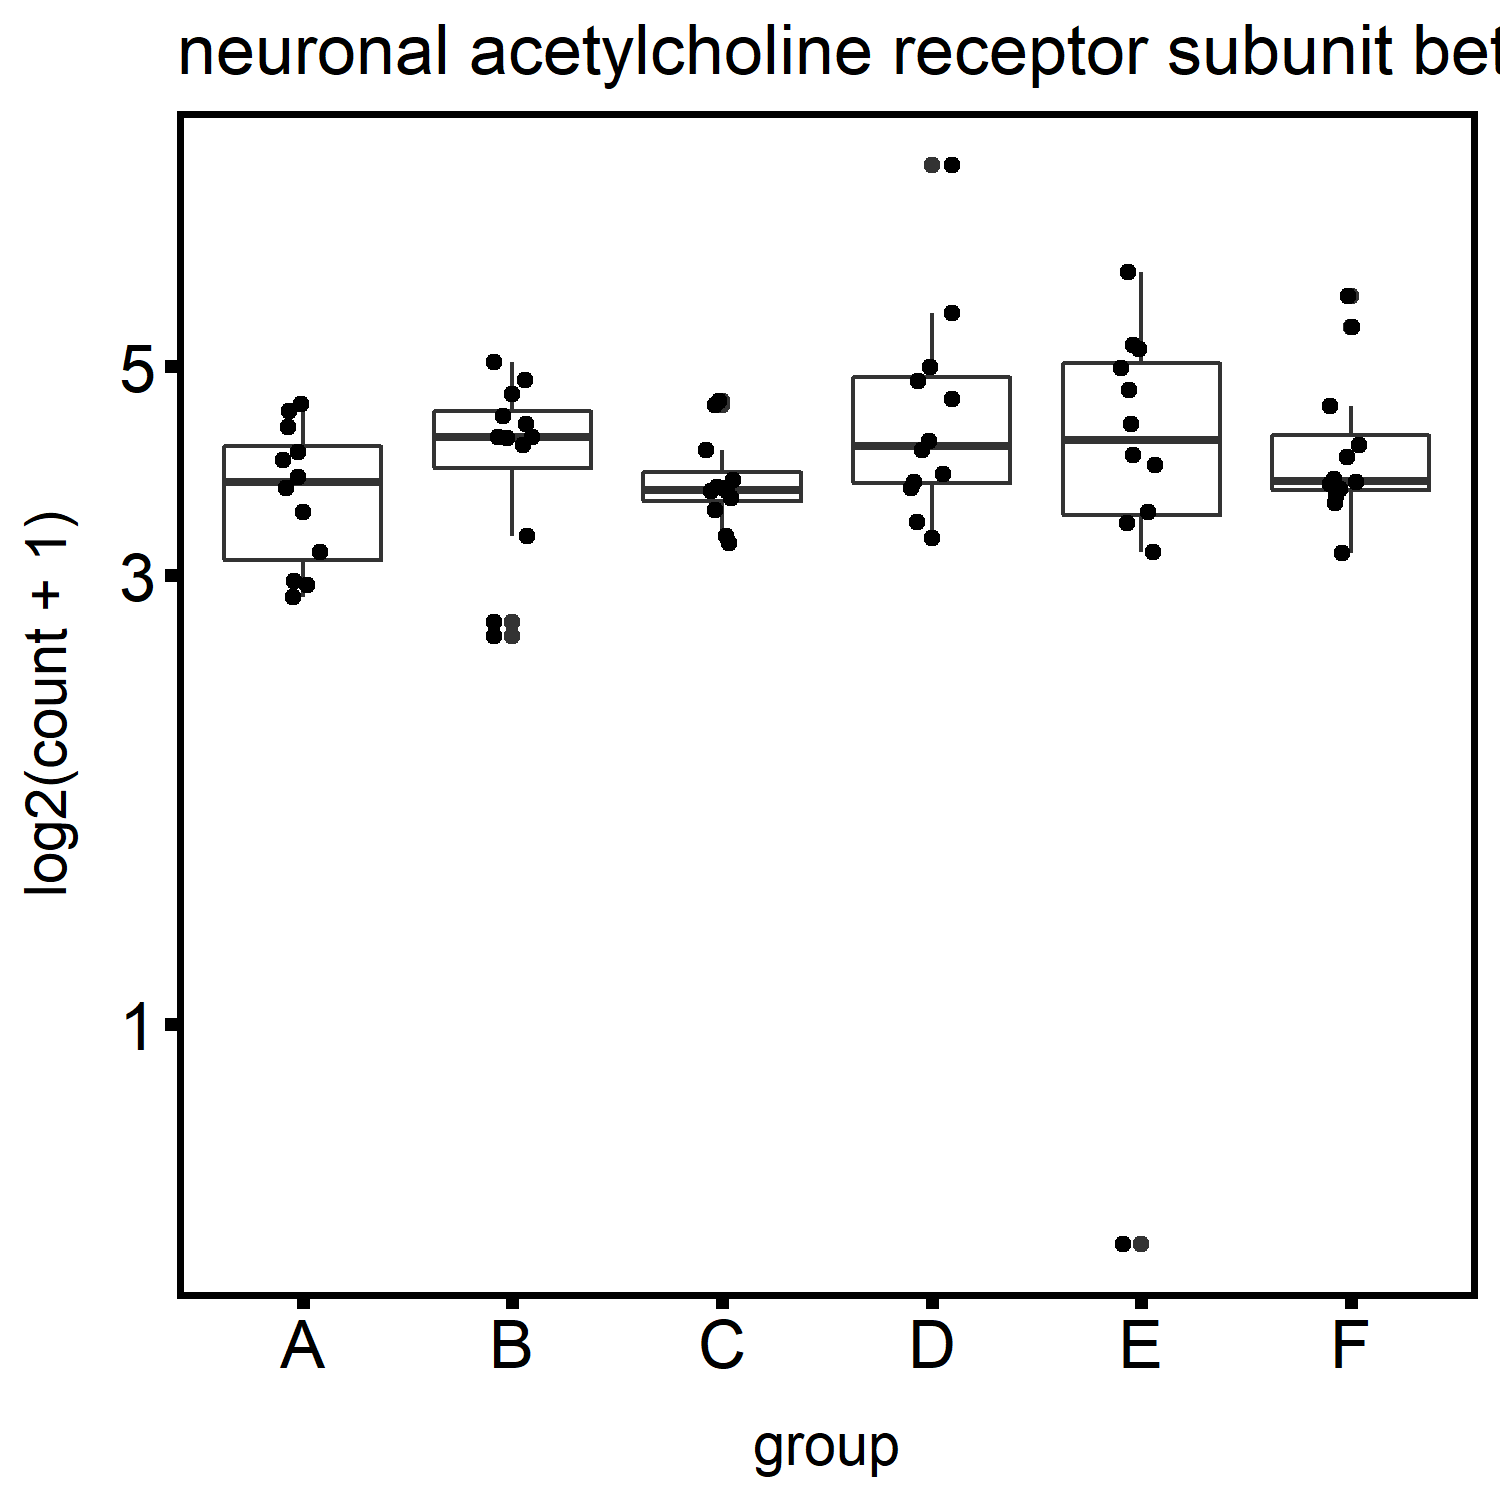 neuronal acetylcholine receptor subunit bet
log2(count + 1)
5
3
1
A B C D E F
group